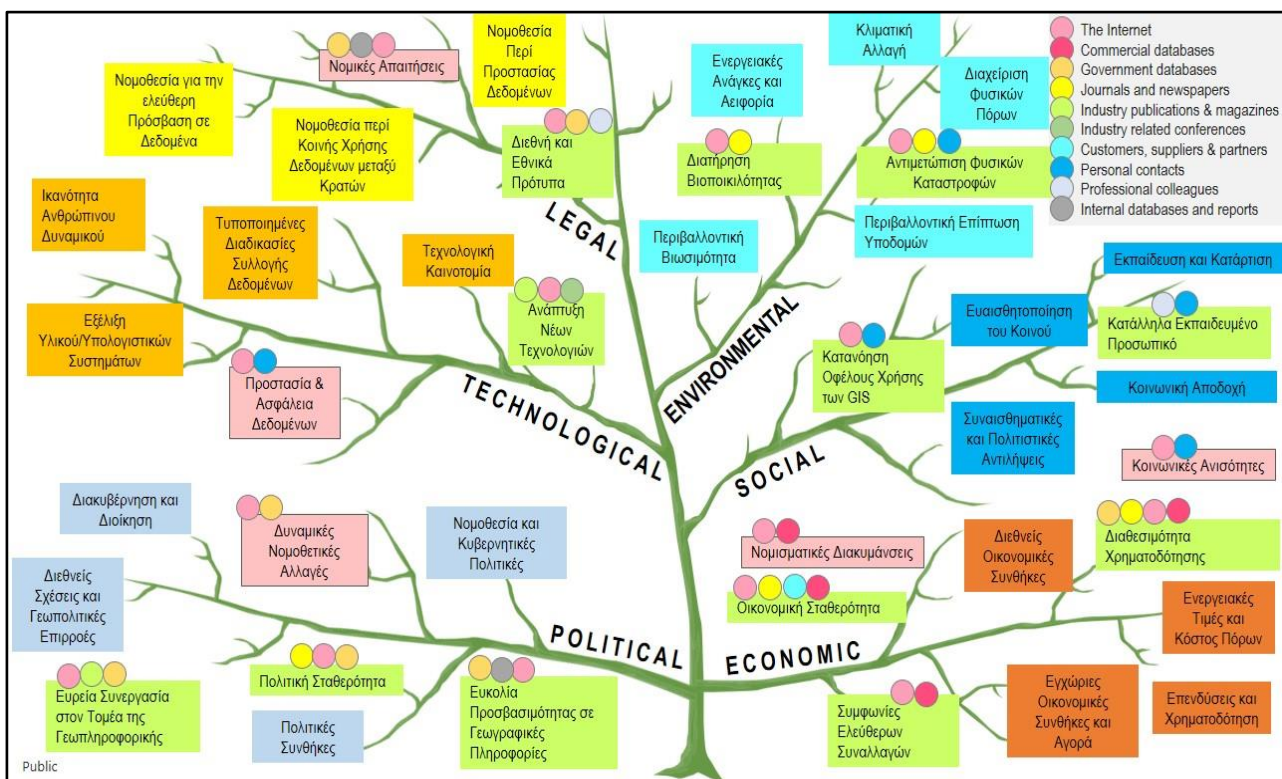 Νομοθεσία για την
ελεύθερη
Πρόσβαση σε
Δεδομένα
Νομικές Απαιτήσεις
Νομοθεσία περί
Κοινής Χρήσης
Δεδομένων μεταξύ
Κρατών
Νομοθεσία
Περί
Προστασίας
Δεδομένων
Διεθνή και
Εθνικά
Πρότυπα
LEGAL
Ενεργειακές
Ανάγκες και
Αειφορία
Κλιματική
Αλλαγή
Διαχείριση
Φυσικών
Πόρων
Διατήρηση
Βιοποικιλότητας
Αντιμετώπιση Φυσικών
Καταστροφών
Περιβαλλοντική
Βιωσιμότητα
Περιβαλλοντική Επίπτωση
Υποδομών
ENVIRONMENTAL
The Internet
Commercial databases
Government databases
Journals and newspapers
Industry publications & magazines
Industry related conferences
Customers, suppliers & partners
Personal contacts
Professional colleagues
Internal databases and reports
Ικανότητα
Ανθρώπινου
Δυναμικού
Τυποποιημένες
Διαδικασίες
Συλλογής
Δεδομένων
Τεχνολογική
Καινοτομία
Ανάπτυξη
Νέων
Τεχνολογιών
Εξέλιξη
Υλικού/Υπολογιστικών
Συστημάτων
Προστασία &
Ασφάλεια
Δεδομένων
TECHNOLOGICAL
Εκπαίδευση και Κατάρτιση
Ευαισθητοποίηση
του Κοινού
Κατάλληλα Εκπαιδευμένο
Προσωπικό
Κατανόηση
Οφέλους Χρήσης
των GIS
Κοινωνική Αποδοχή
Συναισθηματικές
και Πολιτιστικές
Αντιλήψεις
Κοινωνικές Ανισότητες
SOCIAL
Διακυβέρνηση και
Διοίκηση
Δυναμικές
Νομοθετικές
Αλλαγές
Νομοθεσία και
Κυβερνητικές
Πολιτικές
Διεθνείς
Σχέσεις και
Γεωπολιτικές
Επιρροές
Ευρεία Συνεργασία
στον Τομέα της
Γεωπληροφορικής
Πολιτική Σταθερότητα
Πολιτικές
Συνθήκες
Ευκολία
Προσβασιμότητας σε
Γεωγραφικές
Πληροφορίες
POLITICAL
Νομισματικές Διακυμάνσεις
Οικονομική Σταθερότητα
Διεθνείς
Οικονομικές
Συνθήκες
Διαθεσιμότητα
Χρηματοδότησης
Ενεργειακές
Τιμές και
Κόστος Πόρων
ECONOMIC
Συμφωνίες
Ελεύθερων
Συναλλαγών
Εγχώριες
Οικονομικές
Συνθήκες και
Αγορά
Επενδύσεις και
Χρηματοδότηση
Public